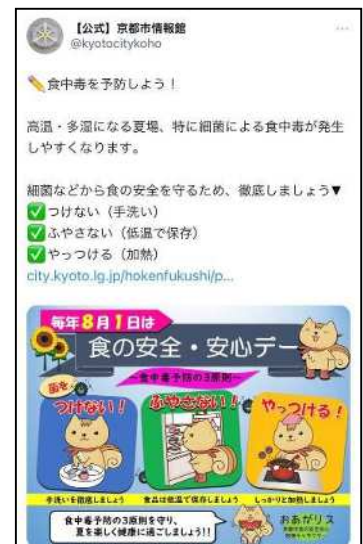 【公式】京都市情報館
@kyotocitykoho
食中毒を予防しよう！
高温・多湿になる夏場、特に細菌による食中毒が発生
しやすくなります。
細菌などから食の安全を守るため、徹底しましょう▼
✅つけない（手洗い）
✅ふやさない（低温で保存）
✅やっつける（加熱）
city.kyoto.lg.jp/hokenfukushi/p...
毎年8月1日は
食の安全・安心デー
～食中毒予防の3原則～
菌を
つけない！
ふやさない！
やっつける！
手洗いを徹底しましょう
食品は低温で保存しましょう
しっかりと加熱しましょう
食中毒予防の3原則を守り、
夏を楽しく健康に過ごしましょう!!
おあがリス